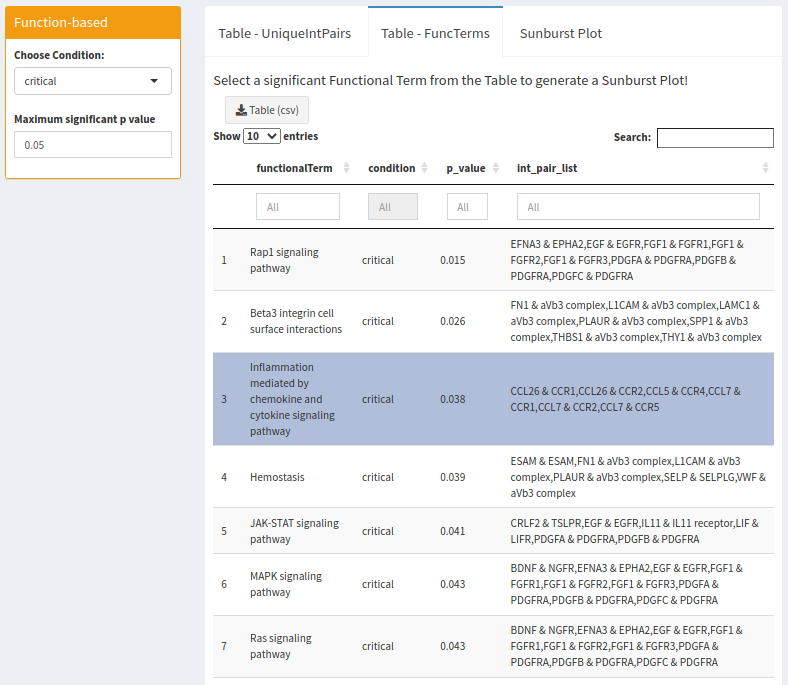 Function-based
Choose Condition:
critical
Maximum significant p value
0.05
Table - UniqueIntPairs
Table - FuncTerms
Sunburst Plot
Select a significant Functional Term from the Table to generate a Sunburst Plot!
Table (csv)
Show 10 entries
Search:
functionalTerm condition p_value int_pair_list
All All All All
1 Rap1 signaling pathway critical 0.015 EFNA3 & EPHA2,EGF & EGFR,FGF1 & FGFR1,FGF1 &
FGFR2,FGF1 & FGFR3,PDGFA & PDGFRA,PDGFB &
PDGFRA,PDGFC & PDGFRA
2 Beta3 integrin cell surface interactions critical 0.026 FN1 & aVb3 complex,L1CAM & aVb3 complex,LAMC1 &
aVb3 complex,PLAUR & aVb3 complex,SPP1 & aVb3
complex,THBS1 & aVb3 complex,THY1 & aVb3 complex
3 Inflammation mediated by chemokine and cytokine signaling pathway critical 0.038 CCL26 & CCR1,CCL26 & CCR2,CCL5 & CCR4,CCL7 &
CCR1,CCL7 & CCR2,CCL7 & CCR5
4 Hemostasis critical 0.039 ESAM & ESAM,FN1 & aVb3 complex,L1CAM & aVb3
complex,PLAUR & aVb3 complex,SELP & SELPLG,VWF &
aVb3 complex
5 JAK-STAT signaling pathway critical 0.041 CRLF2 & TSLPR,EGF & EGFR,IL11 & IL11 receptor,LIF &
LIFR,PDGFA & PDGFRA,PDGFB & PDGFRA
6 MAPK signaling pathway critical 0.043 BDNF & NGFR,EFNA3 & EPHA2,EGF & EGFR,FGF1 &
FGFR1,FGF1 & FGFR2,FGF1 & FGFR3,PDGFA &
PDGFRA,PDGFB & PDGFRA,PDGFC & PDGFRA
7 Ras signaling pathway critical 0.043 BDNF & NGFR,EFNA3 & EPHA2,EGF & EGFR,FGF1 &
FGFR1,FGF1 & FGFR2,FGF1 & FGFR3,PDGFA &
PDGFRA,PDGFB & PDGFRA,PDGFC & PDGFRA